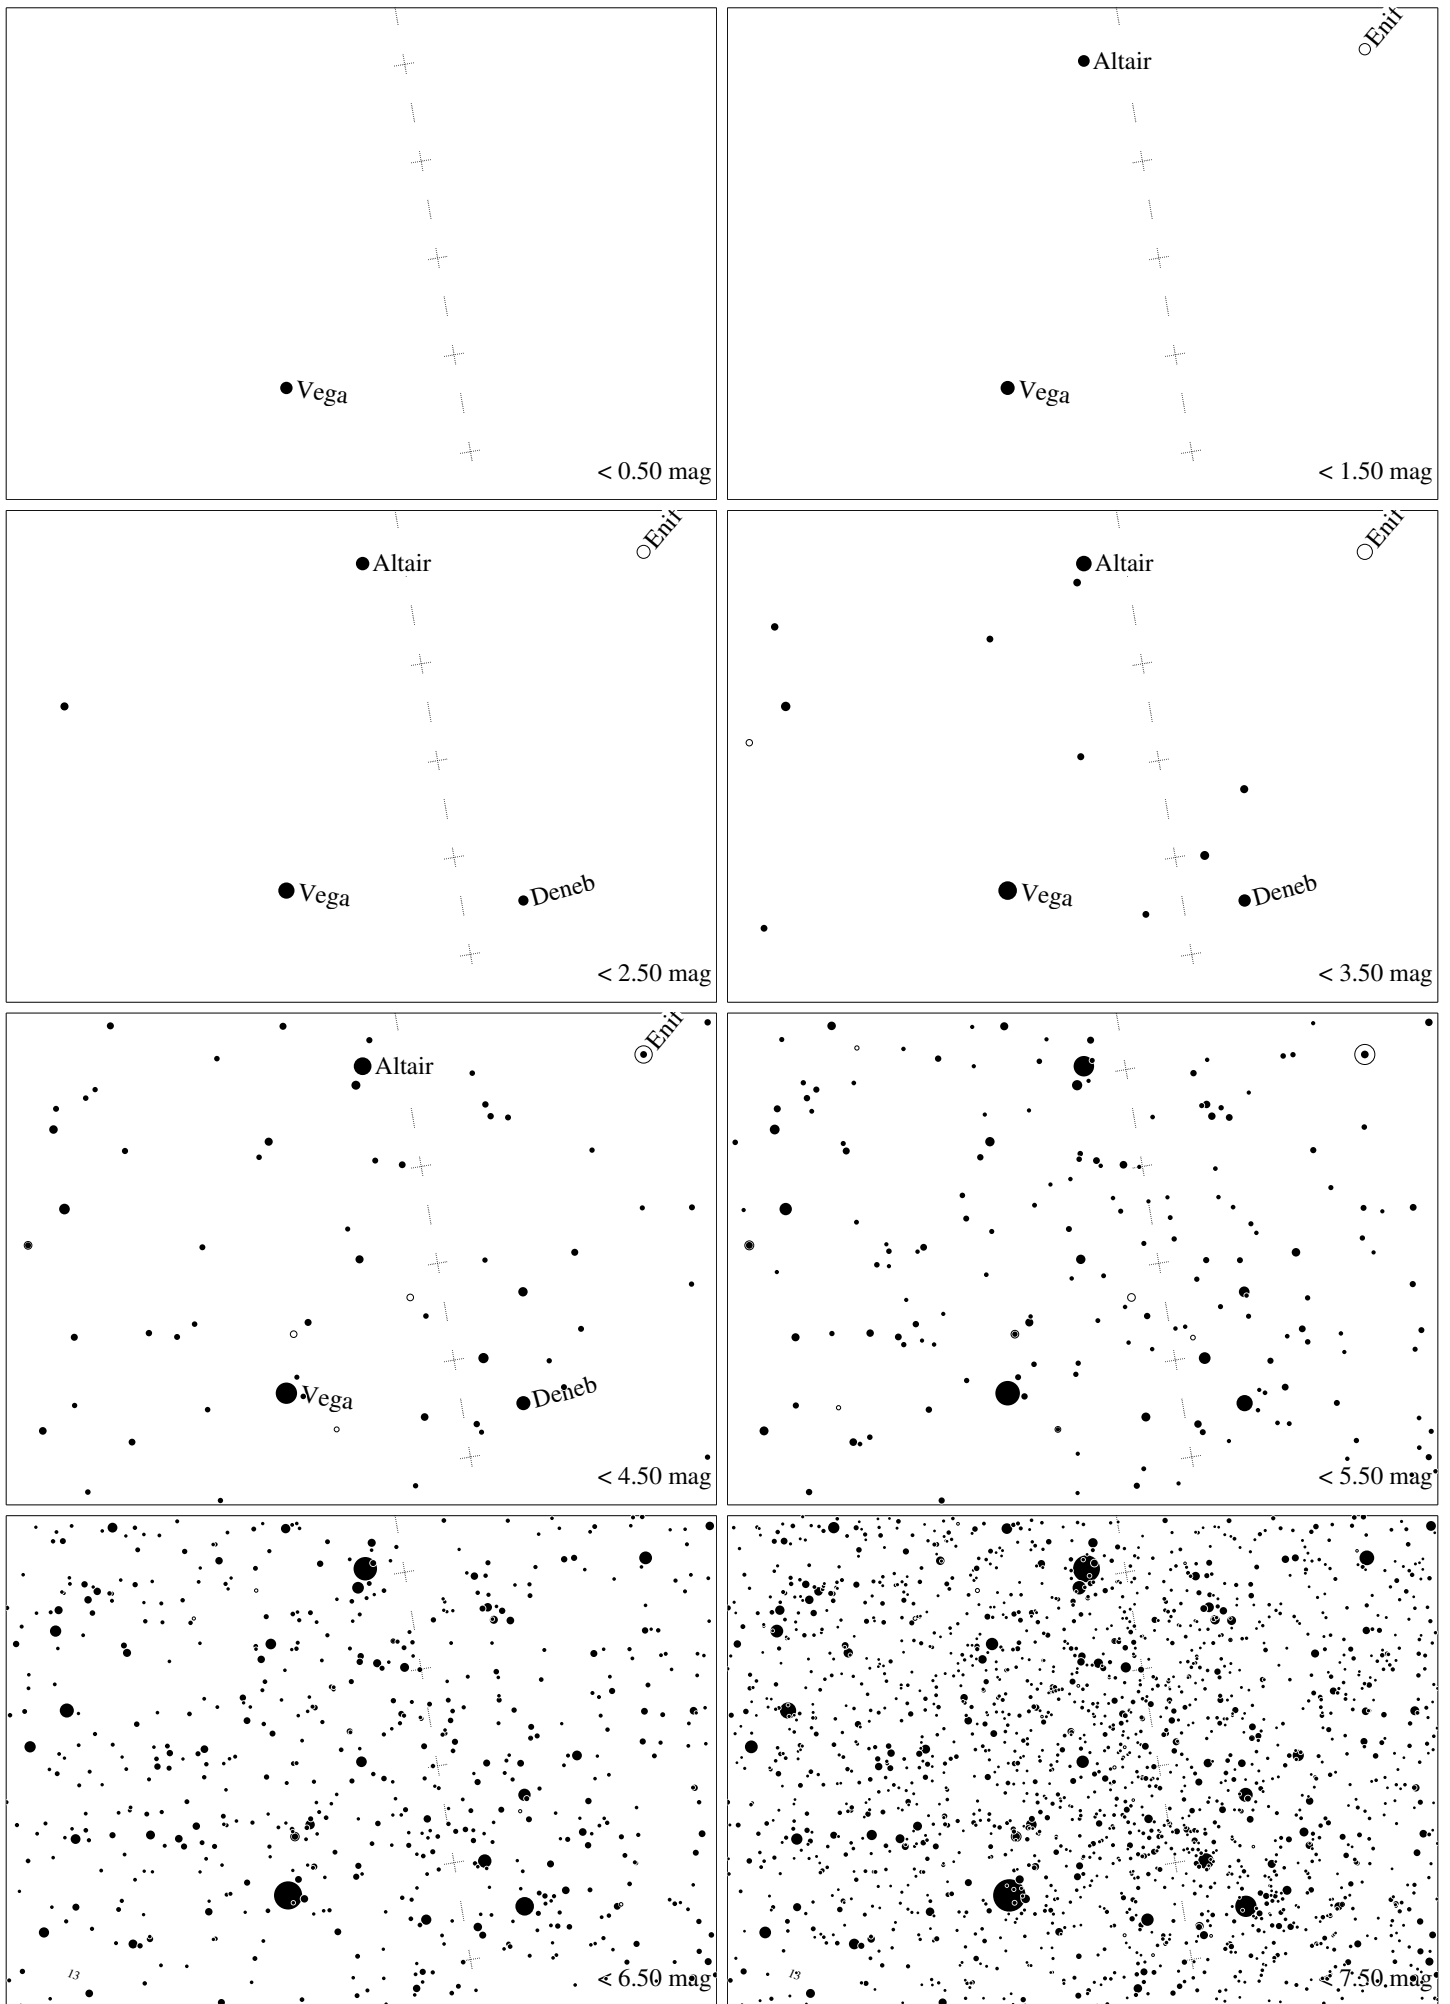 Vega
< 0.50 mag
Enif
Altair
Vega
< 1.50 mag
Enif
Altair
Vega
Deneb
< 2.50 mag
Enif
Altair
Vega
Deneb
< 3.50 mag
Enif
Altair
Vega
Deneb
< 4.50 mag
< 5.50 mag
13
< 6.50 mag
13
< 7.50 mag